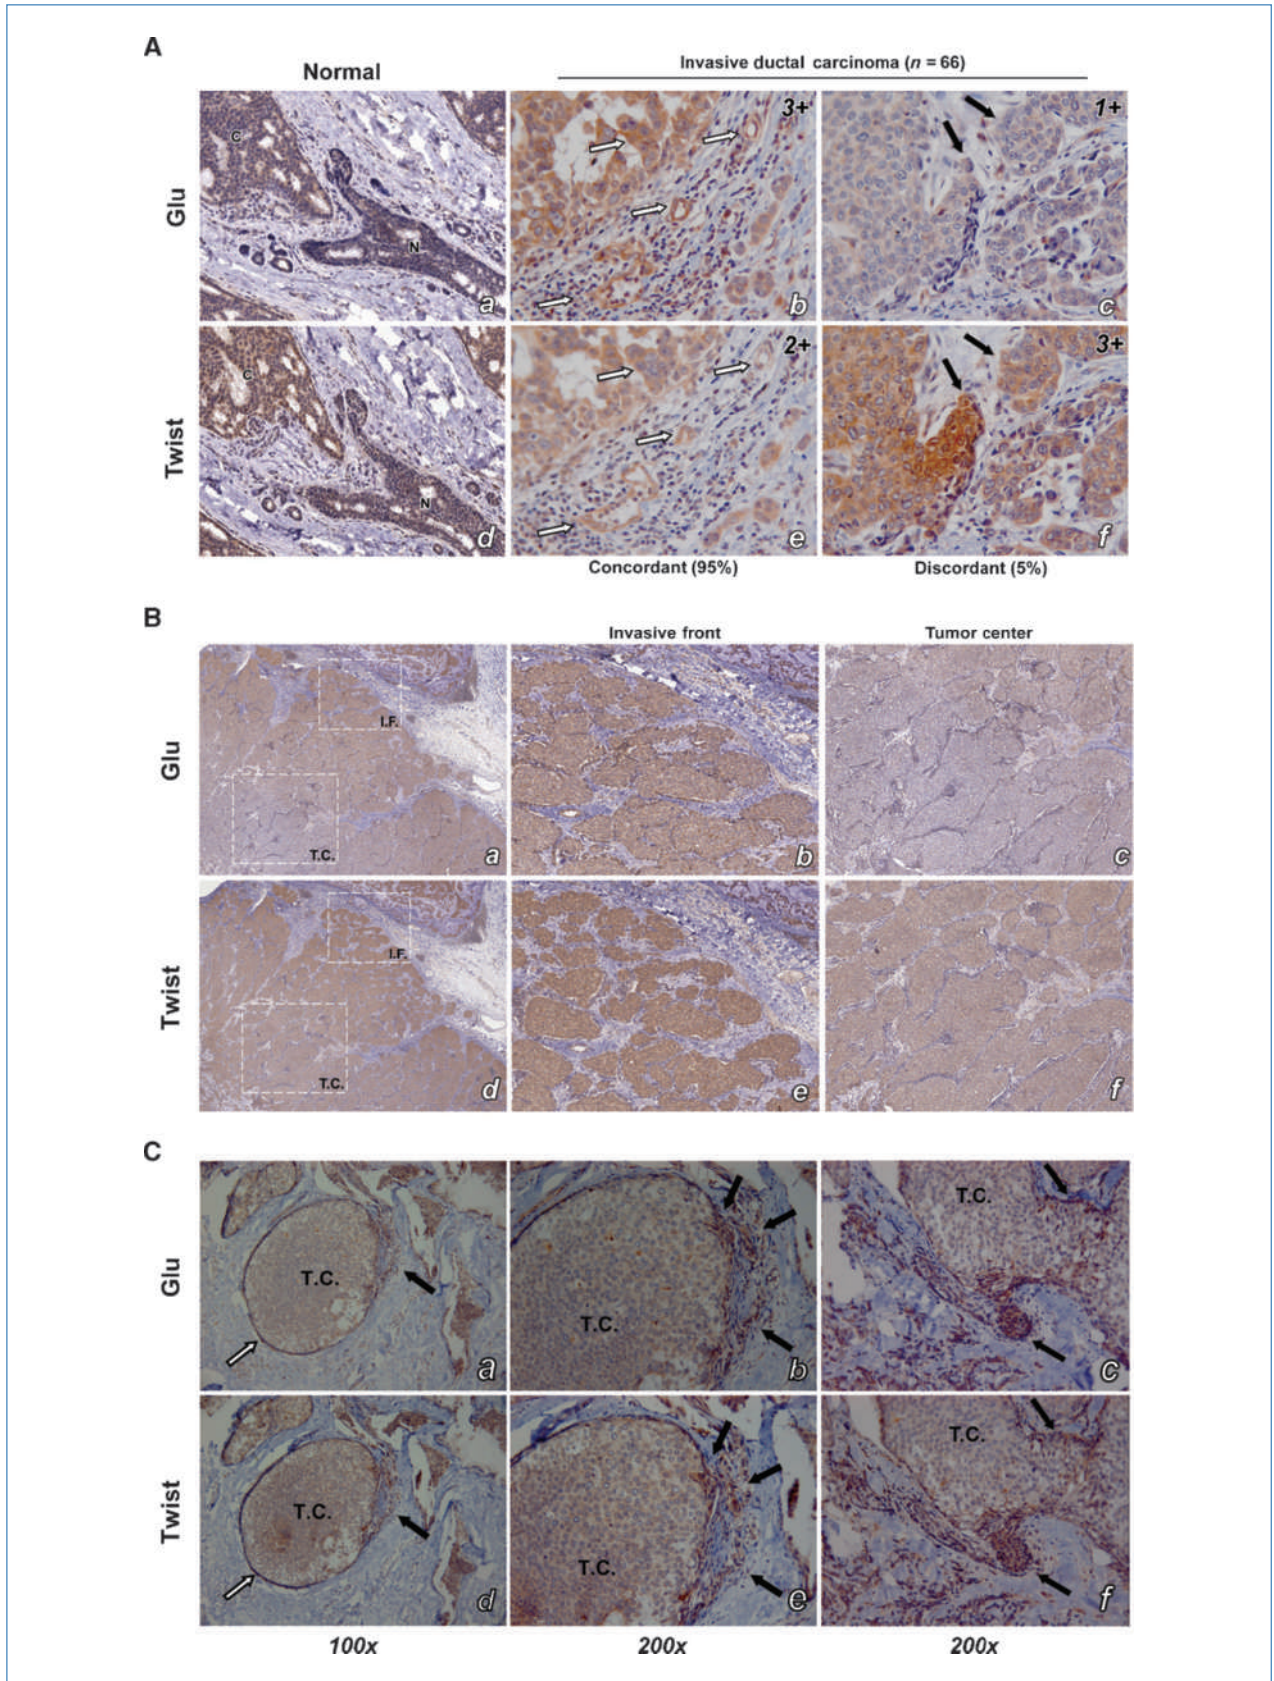 A
Normal
Invasive ductal carcinoma (n = 66)
Glu
C
N
a
3+
b
1+
c
Twist
C
N
d
2+
e
3+
f
Concordant (95%)
Discordant (5%)
B
Invasive front
Tumor center
Glu
I.F.
T.C.
a
b
c
Twist
I.F.
T.C.
d
e
f
C
Glu
T.C.
a
T.C.
b
T.C.
c
Twist
T.C.
d
T.C.
e
T.C.
f
100x
200x
200x